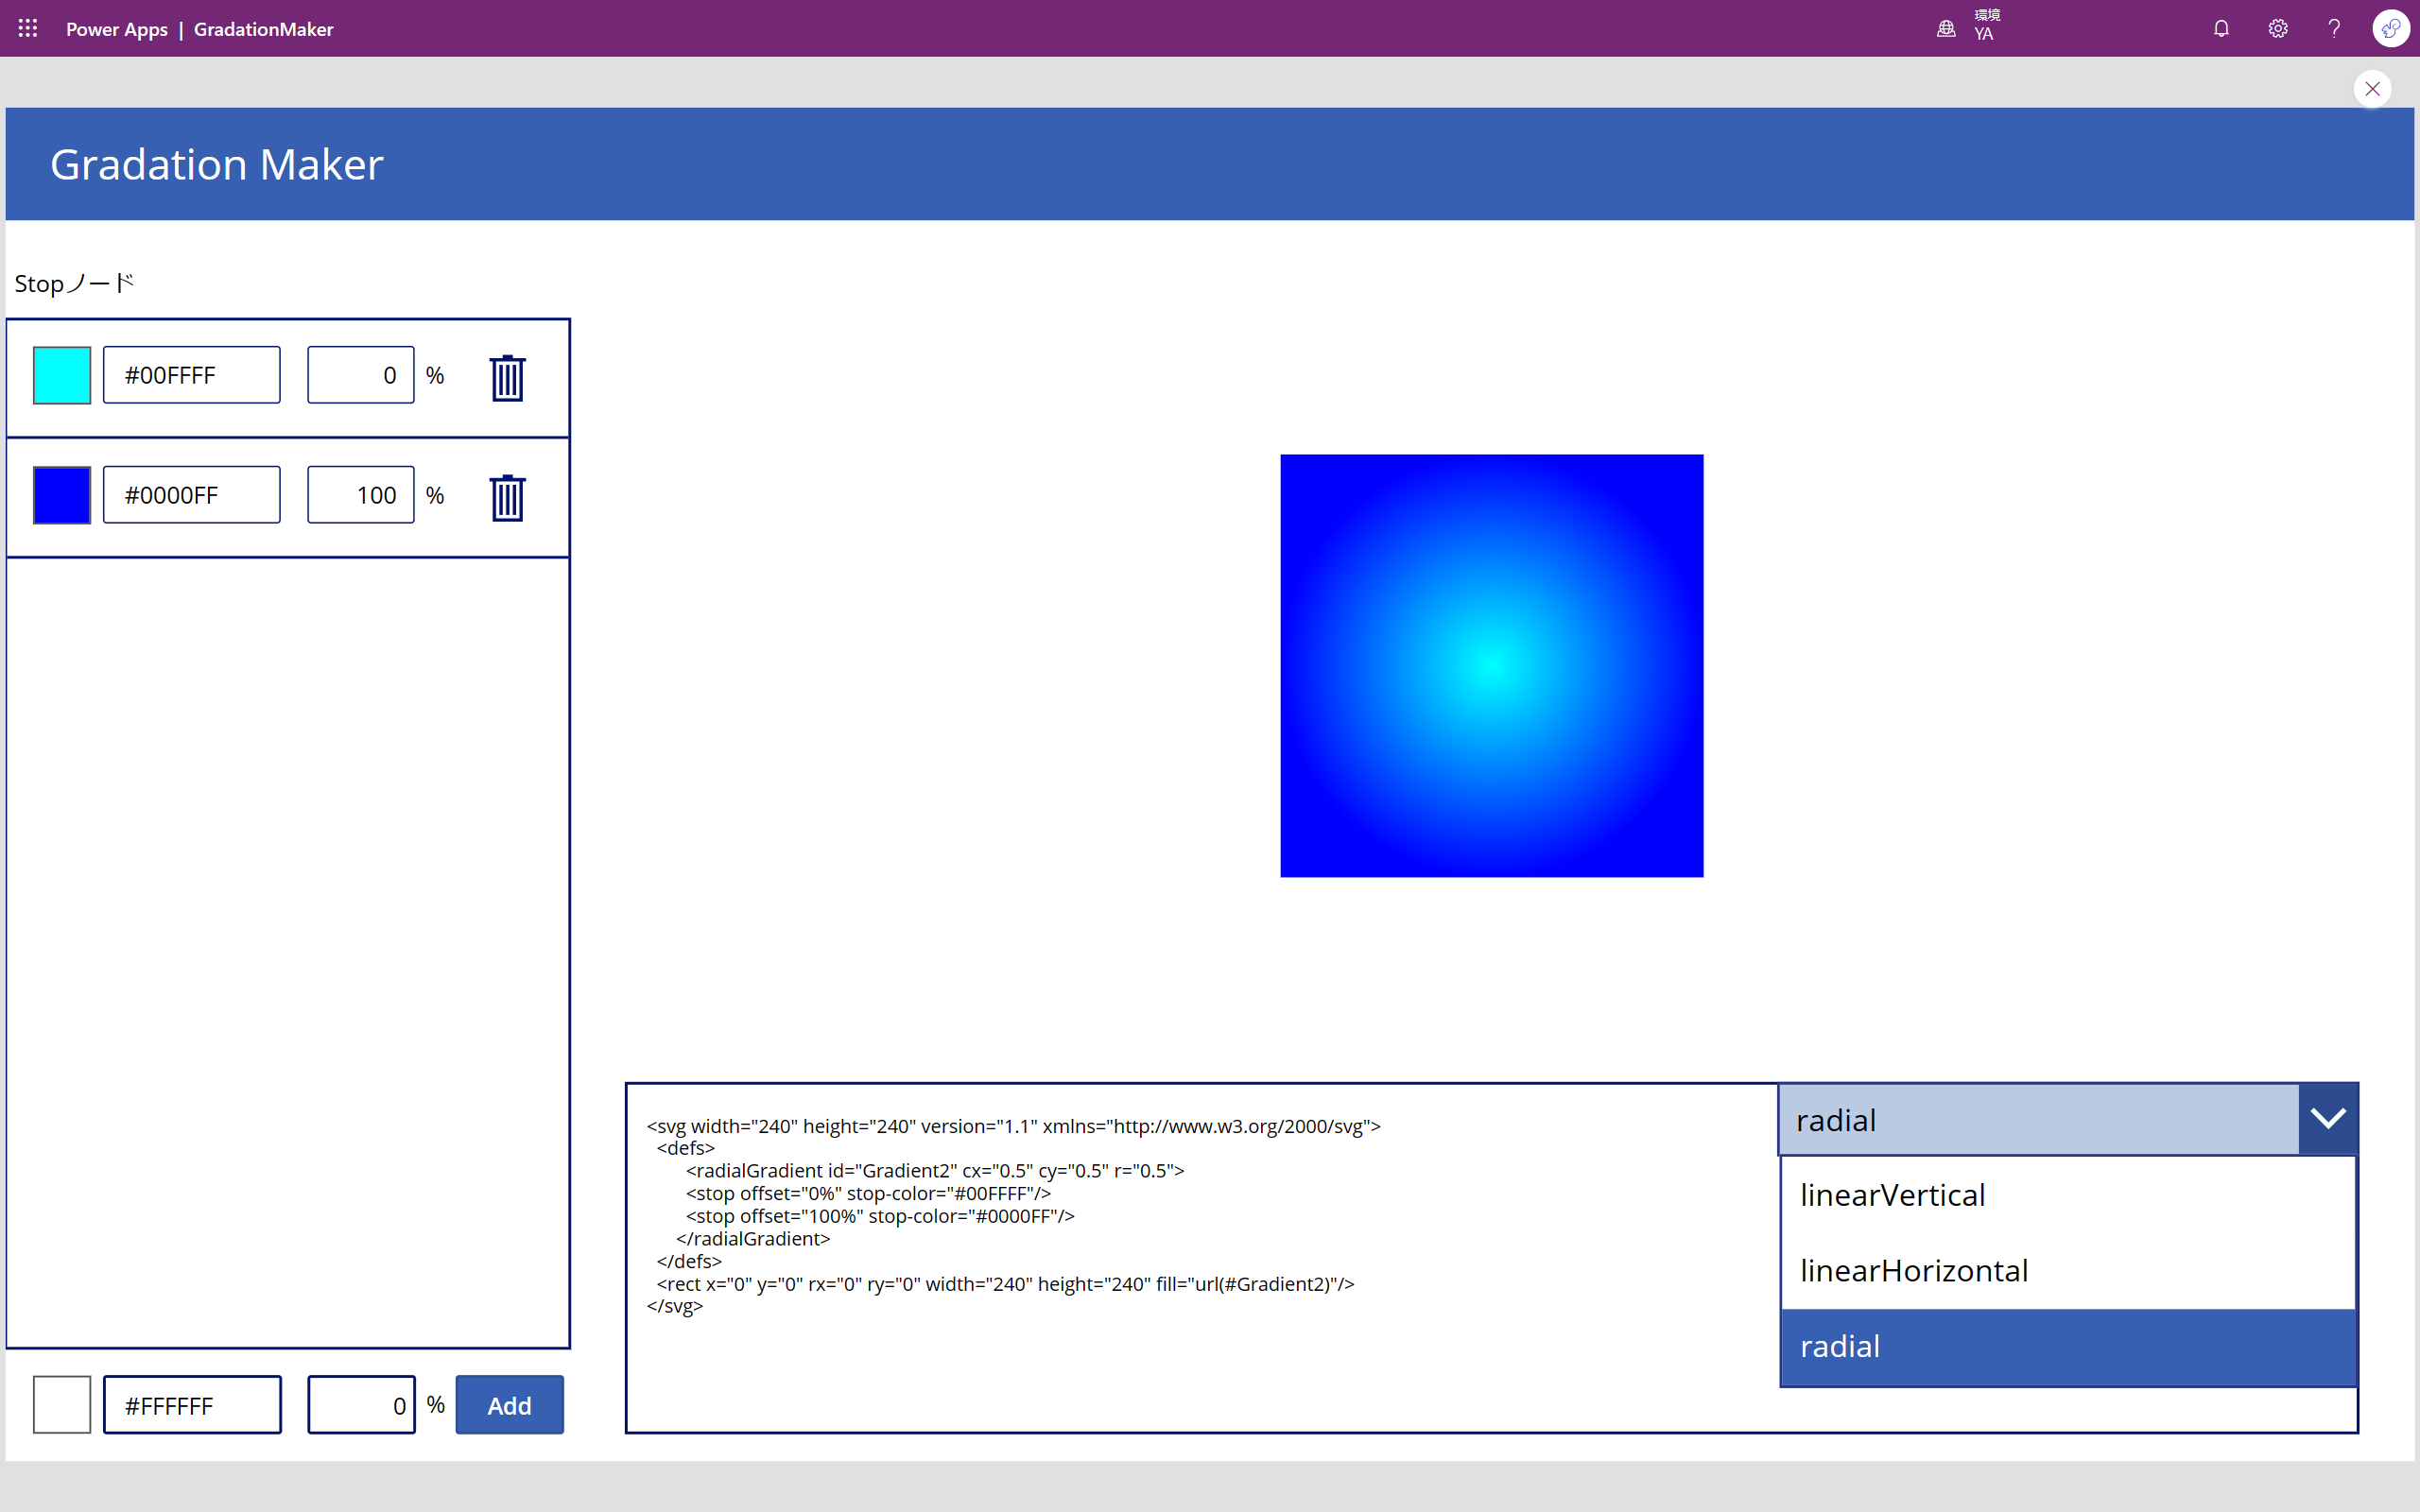 Power Apps | GradationMaker
環境
YA
Gradation Maker
Stopノード
#00FFFF 0 %
#0000FF 100 %
<svg width="240" height="240" version="1.1" xmlns="http://www.w3.org/2000/svg">
<defs>
<radialGradient id="Gradient2" cx="0.5" cy="0.5" r="0.5">
<stop offset="0%" stop-color="#00FFFF"/>
<stop offset="100%" stop-color="#0000FF"/>
</radialGradient>
</defs>
<rect x="0" y="0" rx="0" ry="0" width="240" height="240" fill="url(#Gradient2)"/>
</svg>
radial
linearVertical
linearHorizontal
radial
#FFFFFF 0 % Add